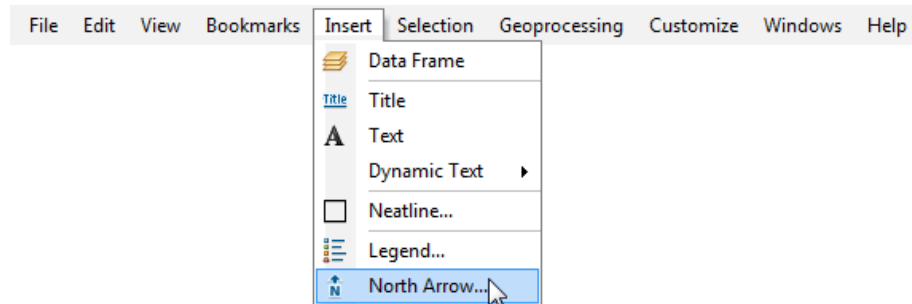 File Edit View Bookmarks Insert Selection Geoprocessing Customize Windows Help
Data Frame
Title Title
A Text
Dynamic Text
Neatline...
Legend...
N North Arrow...